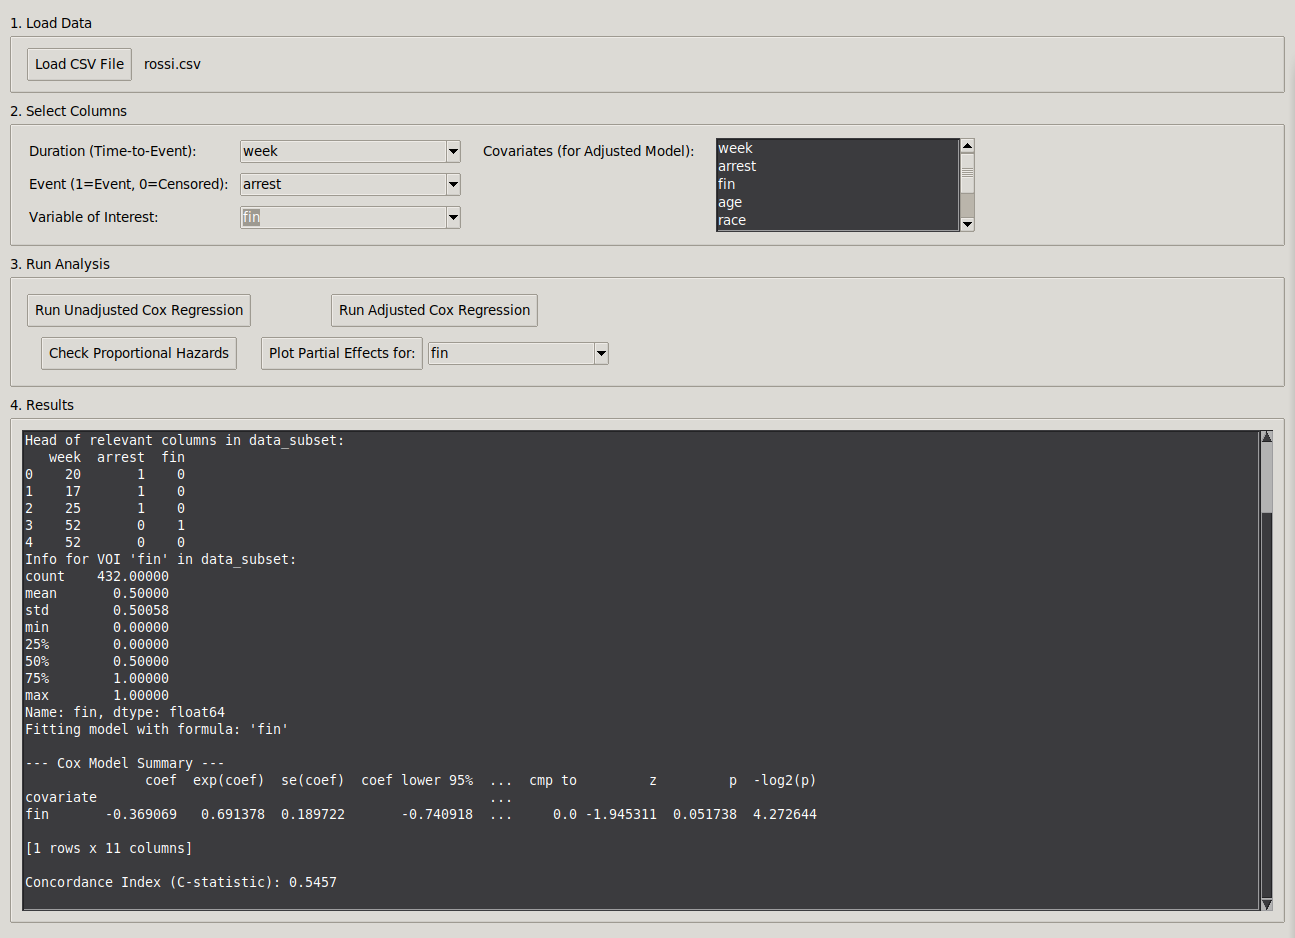 1. Load Data
Load CSV File rossi.csv
2. Select Columns
Duration (Time-to-Event): week
Event (1=Event, 0=Censored): arrest
Variable of Interest: fin
Covariates (for Adjusted Model):
week
arrest
fin
age
race
3. Run Analysis
Run Unadjusted Cox Regression Run Adjusted Cox Regression
Check Proportional Hazards Plot Partial Effects for: fin
4. Results
Head of relevant columns in data_subset:
   week  arrest  fin
0    20       1    0
1    17       1    0
2    25       1    0
3    52       0    1
4    52       0    0
Info for VOI 'fin' in data_subset:
count    432.00000
mean       0.50000
std        0.50058
min        0.00000
25%        0.00000
50%        0.50000
75%        1.00000
max        1.00000
Name: fin, dtype: float64
Fitting model with formula: 'fin'
--- Cox Model Summary ---
               coef  exp(coef)  se(coef)  coef lower 95%  ...  cmp to         z         p  -log2(p)
covariate                                                 ...
fin       -0.369069   0.691378  0.189722       -0.740918  ...     0.0 -1.945311  0.051738  4.272644
[1 rows x 11 columns]
Concordance Index (C-statistic): 0.5457